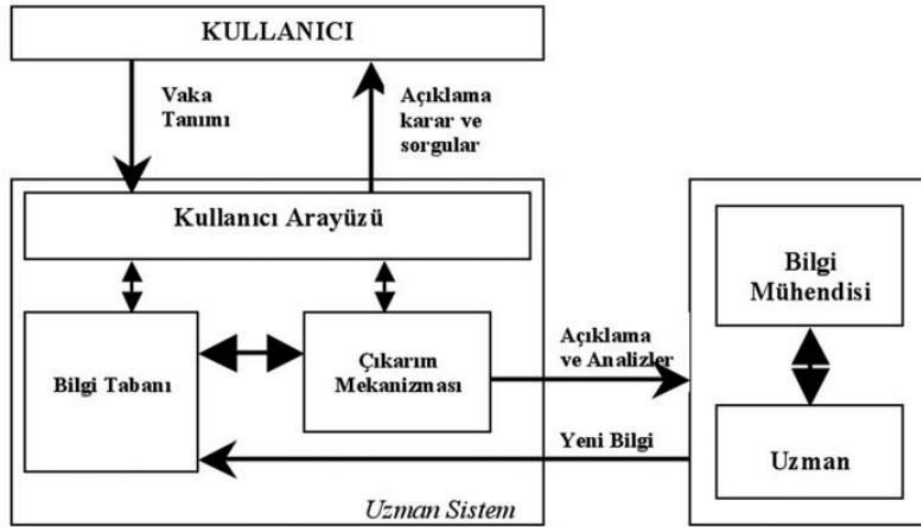 KULLANICI
Vaka
Tanımı
Açıklama
karar ve
sorgular
Kullanıcı Arayüzü
Bilgi Tabanı
Çıkarım
Mekanizması
Açıklama
ve Analizler
Yeni Bilgi
Uzman Sistem
Bilgi
Mühendisi
Uzman